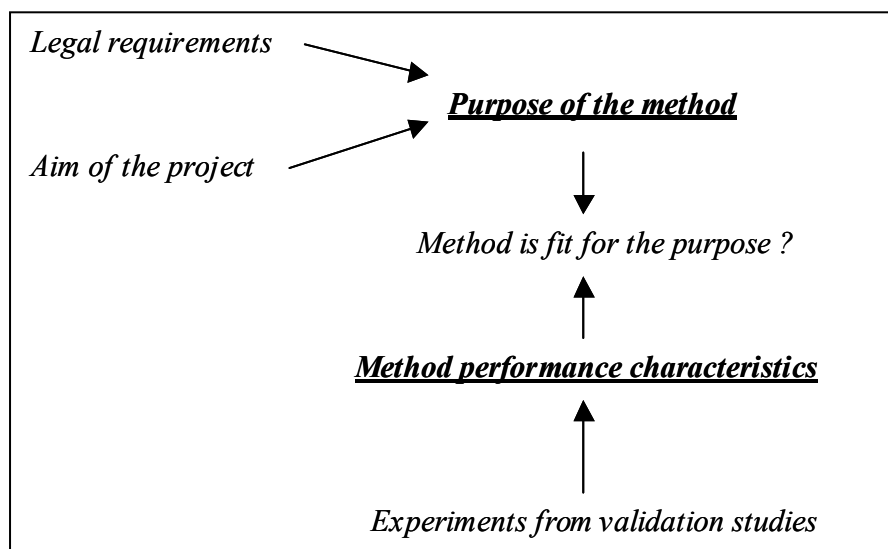 Legal requirements
Purpose of the method
Aim of the project
Method is fit for the purpose ?
Method performance characteristics
Experiments from validation studies